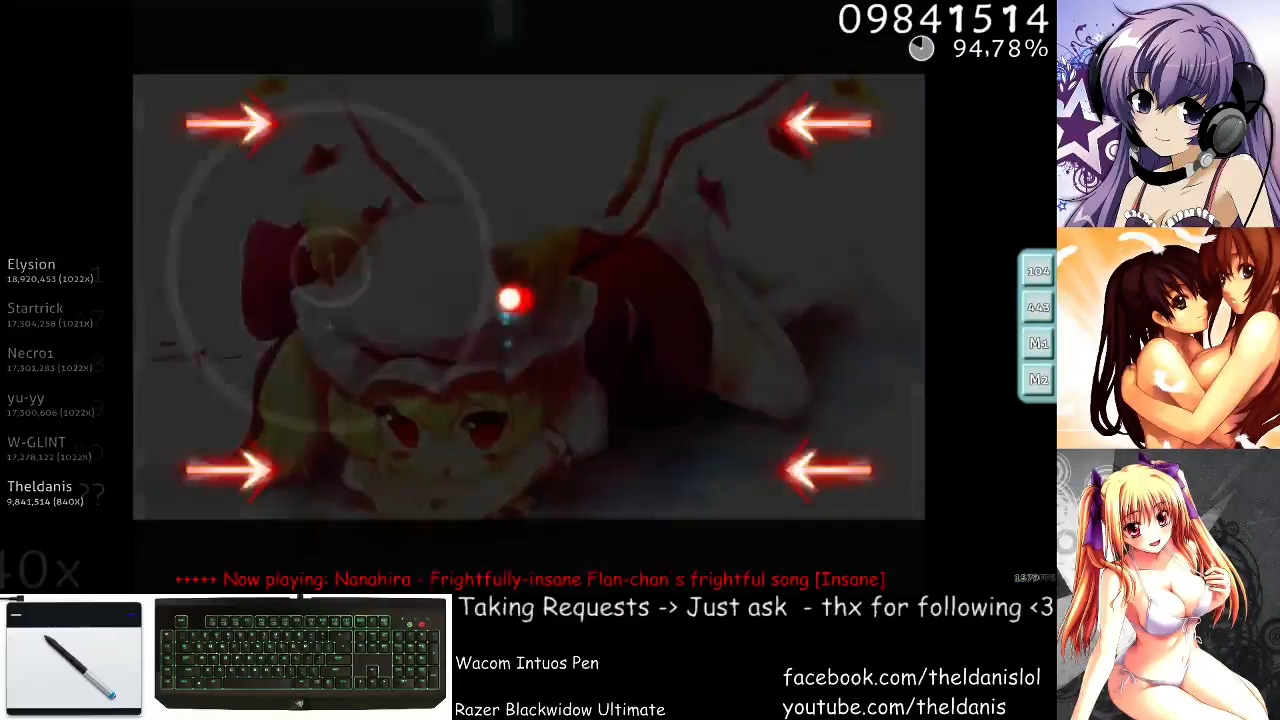 09841514
94.78%
Elysion
18,920,453 (1022X)
1
Startrick
17,304,258 (1021X)
Necro1
17,301,283 (1022X)
yu-yy
17,300,606 (1022X)
W-GLINT
17,278,122 (1022X)
Theldanis
9,841,514 (840X)
??
104
443
M1
M2
40x
+++++ Now playing: Nanahira - Frightfully-insane Flan-chan s frightful song [Insane]
Taking Requests -> Just ask - thx for following <3
Wacom Intuos Pen
Razer Blackwidow Ultimate
facebook.com/theldanislol
youtube.com/theldanis